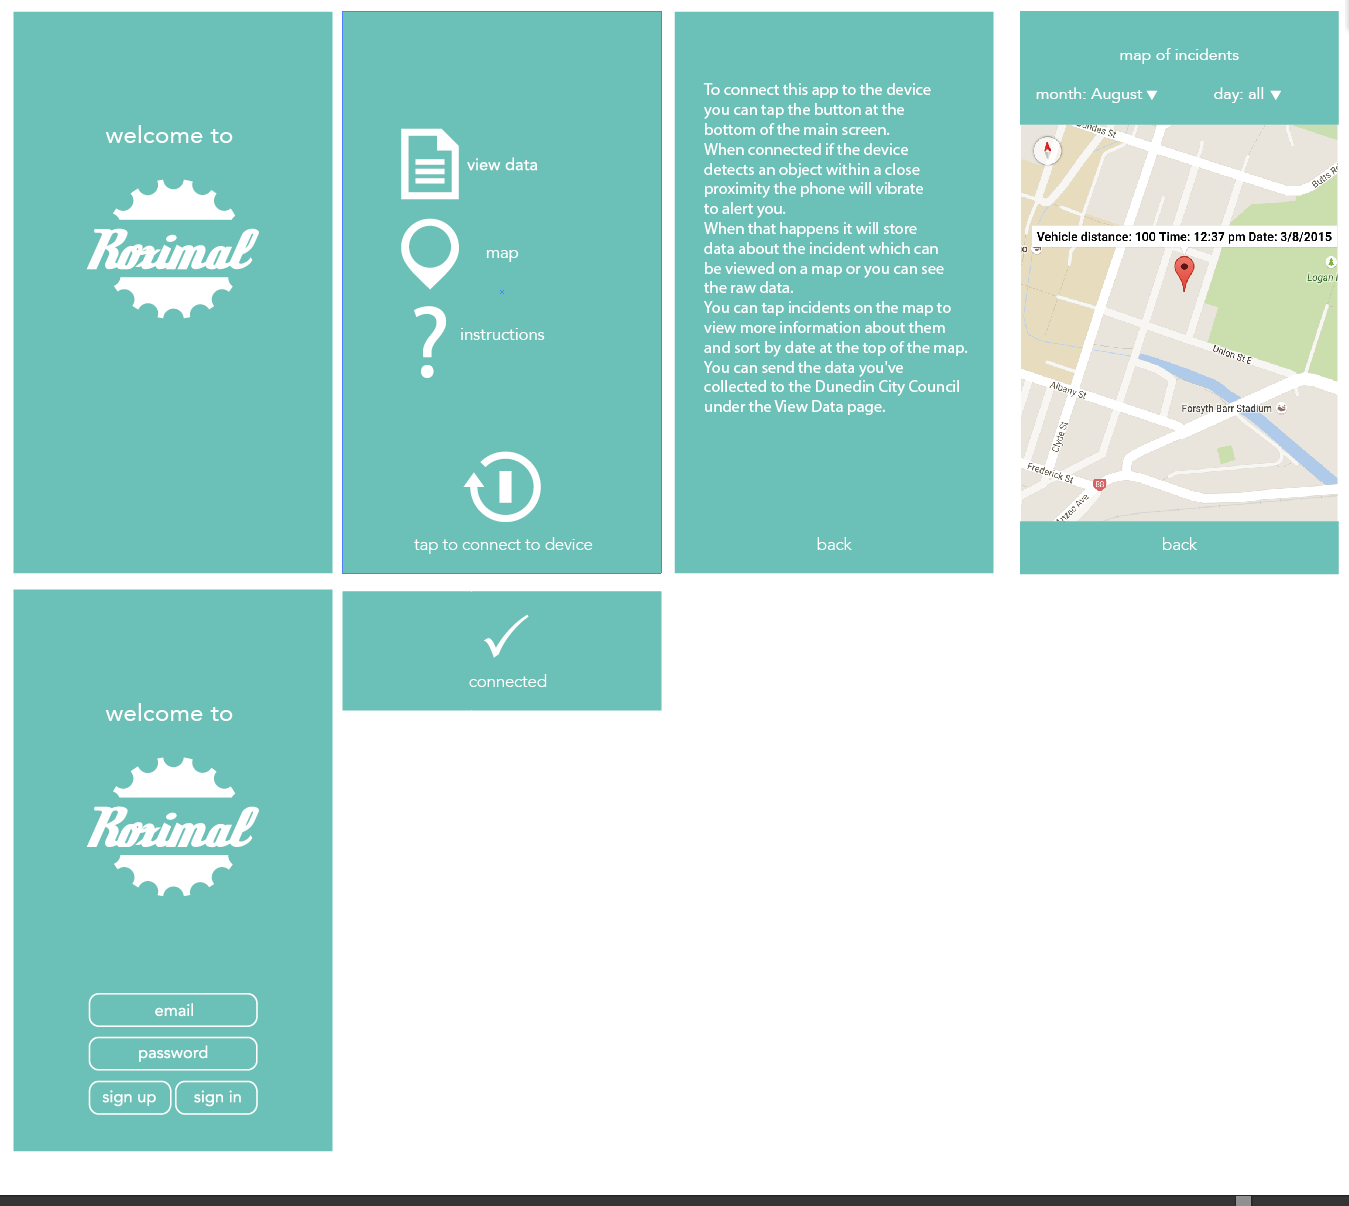 welcome to
Roximal
view data
map
instructions
tap to connect to device
To connect this app to the device
you can tap the button at the
bottom of the main screen.
When connected if the device
detects an object within a close
proximity the phone will vibrate
to alert you.
When that happens it will store
data about the incident which can
be viewed on a map or you can see
the raw data.
You can tap incidents on the map to
view more information about them
and sort by date at the top of the map.
You can send the data you've
collected to the Dunedin City Council
under the View Data page.
back
map of incidents
month: August ▼
day: all ▼
Butts
Vehicle distance: 100 Time: 12:37 pm Date: 3/8/2015
Logan
Union St E
Albany St
Forsyth Barr Stadium
Clyde St
Frederick St
88
Anzac Ave
back
welcome to
Roximal
email
password
sign up
sign in
connected